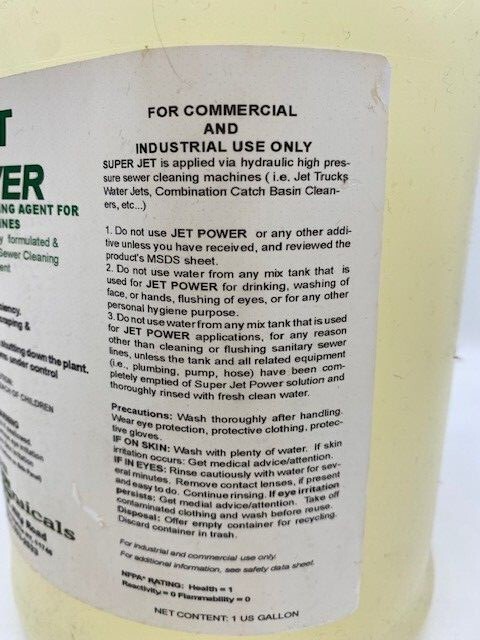 FOR COMMERCIAL
AND
INDUSTRIAL USE ONLY
SUPER JET is applied via hydraulic high pres-
sure sewer cleaning machines ( i.e. Jet Trucks
Water Jets, Combination Catch Basin Clean-
ers, etc...)
1. Do not use JET POWER or any other addi-
tive unless you have received, and reviewed the
product's MSDS sheet.
2. Do not use water from any mix tank that is
used for JET POWER for drinking, washing of
face, or hands, flushing of eyes, or for any other
personal hygiene purpose.
3. Do not use water from any mix tank that is used
for JET POWER applications, for any reason
other than cleaning or flushing sanitary sewer
lines, unless the tank and all related equipment
(i.e., plumbing, pump, hose) have been com-
pletely emptied of Super Jet Power solution and
thoroughly rinsed with fresh clean water.
Precautions: Wash thoroughly after handling.
Wear eye protection, protective clothing, protec-
tive gloves.
IF ON SKIN: Wash with plenty of water. If skin
irritation occurs: Get medical advice/attention.
IF IN EYES: Rinse cautiously with water for sev-
eral minutes. Remove contact lenses, if present
and easy to do. Continue rinsing. If eye irritation
persists: Get medial advice/attention. Take off
contaminated clothing and wash before reuse.
Disposal: Offer empty container for recycling.
Discard container in trash.
For industrial and commercial use only.
For additional information, see safety data sheet.
NFPA* RATING: Health = 1
Reactivity = 0 Flammability = 0
NET CONTENT: 1 US GALLON
T
ER
NG AGENT FOR
INES
y formulated &
Sewer Cleaning
ent
iciency.
shutting down the plant.
ms under control
ACH OF CHILDREN
micals
Road